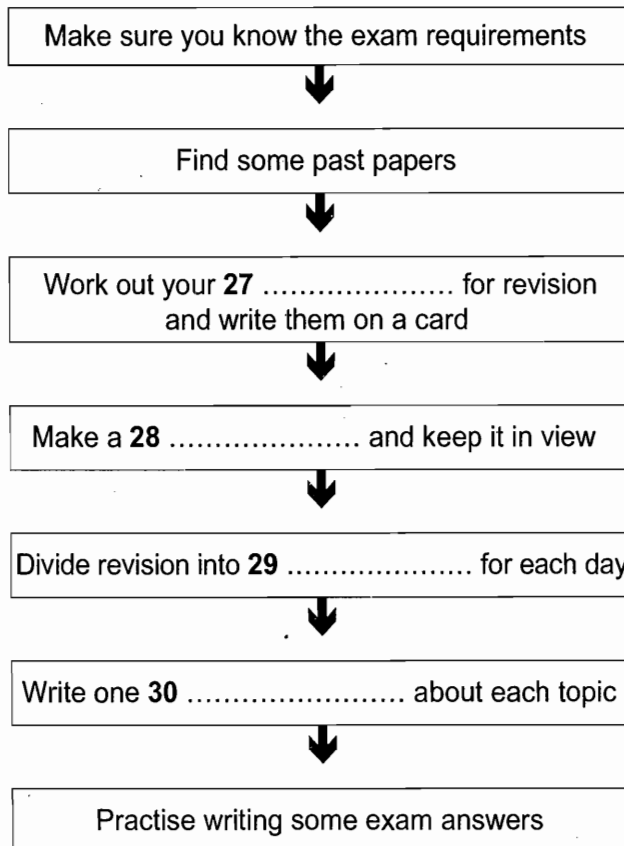 Make sure you know the exam requirements
Find some past papers
Work out your 27 ...................... for revision
and write them on a card
Make a 28 ...................... and keep it in view
Divide revision into 29 ..................... for each day
Write one 30 ......................... about each topic
Practise writing some exam answers